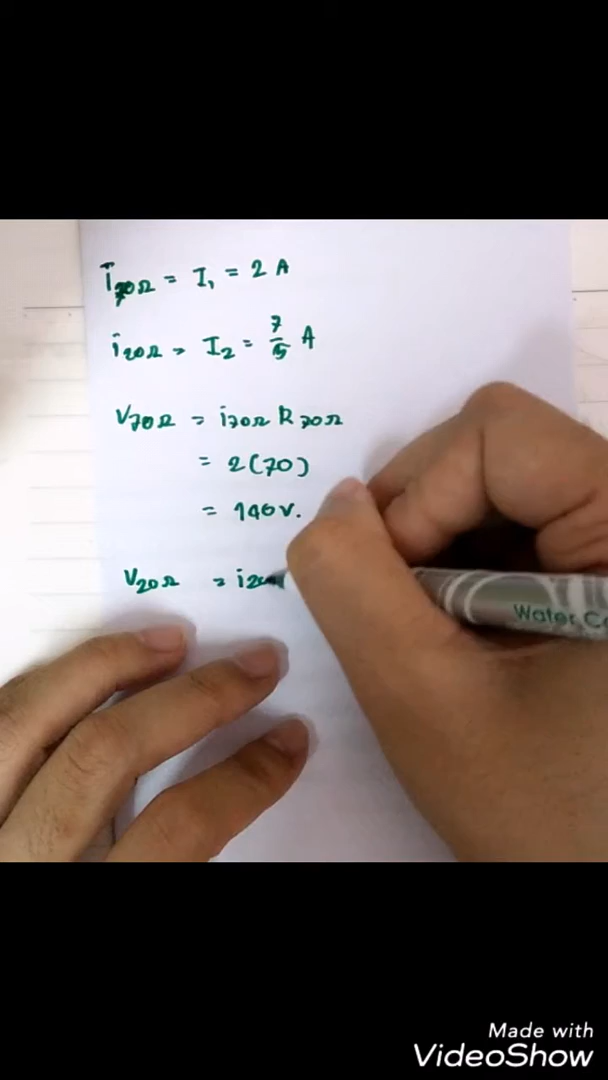 i70Ω = I1 = 2 A
i20Ω = I2 = 7/5 A
V70Ω = i70Ω R70Ω
= 2(70)
= 140V.
V20Ω = i20
Water Co
Made with
VideoShow